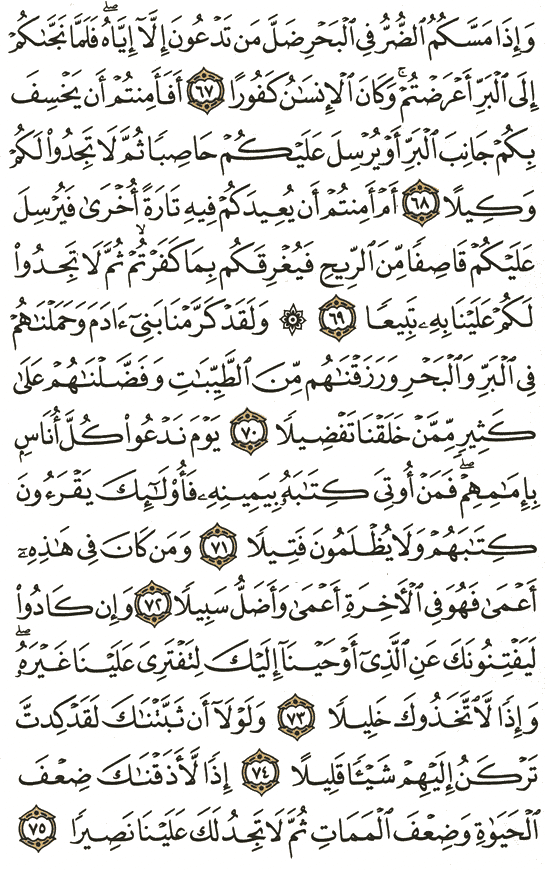 وَإِذَا مَسَّكُمُ ٱلضُّرُّ فِي ٱلۡبَحۡرِ ضَلَّ مَن تَدۡعُونَ إِلَّآ إِيَّاهُۖ فَلَمَّا نَجَّىٰكُمۡ
إِلَى ٱلۡبَرِّ أَعۡرَضۡتُمۡۚ وَكَانَ ٱلۡإِنسَٰنُ كَفُورًا ٦٧ أَفَأَمِنتُمۡ أَن يَخۡسِفَ
بِكُمۡ جَانِبَ ٱلۡبَرِّ أَوۡ يُرۡسِلَ عَلَيۡكُمۡ حَاصِبٗا ثُمَّ لَا تَجِدُواْ لَكُمۡ
وَكِيلًا ٦٨ أَمۡ أَمِنتُمۡ أَن يُعِيدَكُمۡ فِيهِ تَارَةً أُخۡرَىٰ فَيُرۡسِلَ
عَلَيۡكُمۡ قَاصِفٗا مِّنَ ٱلرِّيحِ فَيُغۡرِقَكُم بِمَا كَفَرۡتُمۡ ۙ ثُمَّ لَا تَجِدُواْ
لَكُمۡ عَلَيۡنَا بِهِۦ تَبِيعٗا ٦٩ ۞ وَلَقَدۡ كَرَّمۡنَا بَنِيٓ ءَادَمَ وَحَمَلۡنَٰهُمۡ
فِي ٱلۡبَرِّ وَٱلۡبَحۡرِ وَرَزَقۡنَٰهُم مِّنَ ٱلطَّيِّبَٰتِ وَفَضَّلۡنَٰهُمۡ عَلَىٰ
كَثِيرٖ مِّمَّنۡ خَلَقۡنَا تَفۡضِيلٗا ٧٠ يَوۡمَ نَدۡعُواْ كُلَّ أُنَاسِۭ
بِإِمَٰمِهِمۡۖ فَمَنۡ أُوتِيَ كِتَٰبَهُۥ بِيَمِينِهِۦ فَأُوْلَٰٓئِكَ يَقۡرَءُونَ
كِتَٰبَهُمۡ وَلَا يُظۡلَمُونَ فَتِيلٗا ٧١ وَمَن كَانَ فِي هَٰذِهِۦٓ
أَعۡمَىٰ فَهُوَ فِي ٱلۡأٓخِرَةِ أَعۡمَىٰ وَأَضَلُّ سَبِيلٗا ٧٢ وَإِن كَادُواْ
لَيَفۡتِنُونَكَ عَنِ ٱلَّذِيٓ أَوۡحَيۡنَآ إِلَيۡكَ لِتَفۡتَرِيَ عَلَيۡنَا غَيۡرَهُۥۖ
وَإِذٗا لَّٱتَّخَذُوكَ خَلِيلٗا ٧٣ وَلَوۡلَآ أَن ثَبَّتۡنَٰكَ لَقَدۡ كِدتَّ
تَرۡكَنُ إِلَيۡهِمۡ شَيۡـٔٗا قَلِيلًا ٧٤ إِذٗا لَّأَذَقۡنَٰكَ ضِعۡفَ
ٱلۡحَيَوٰةِ وَضِعۡفَ ٱلۡمَمَاتِ ثُمَّ لَا تَجِدُ لَكَ عَلَيۡنَا نَصِيرٗا ٧٥